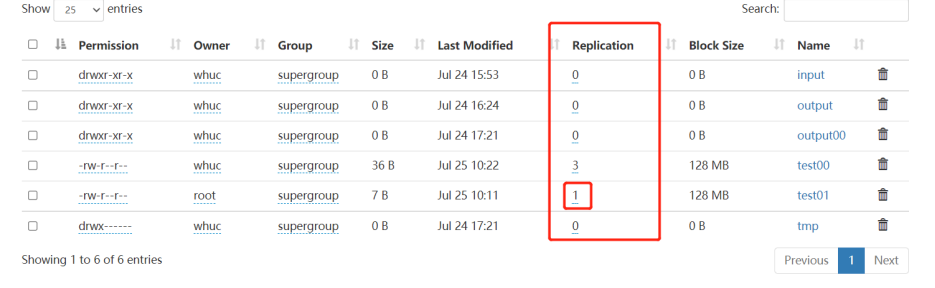 Show 25 entries Search:
Permission Owner Group Size Last Modified Replication Block Size Name
drwxr-xr-x whuc supergroup 0 B Jul 24 15:53 0 0 B input
drwxr-xr-x whuc supergroup 0 B Jul 24 16:24 0 0 B output
drwxr-xr-x whuc supergroup 0 B Jul 24 17:21 0 0 B output00
-rw-r--r-- whuc supergroup 36 B Jul 25 10:22 3 128 MB test00
-rw-r--r-- root supergroup 7 B Jul 25 10:11 1 128 MB test01
drwx------ whuc supergroup 0 B Jul 24 17:21 0 0 B tmp
Showing 1 to 6 of 6 entries Previous 1 Next